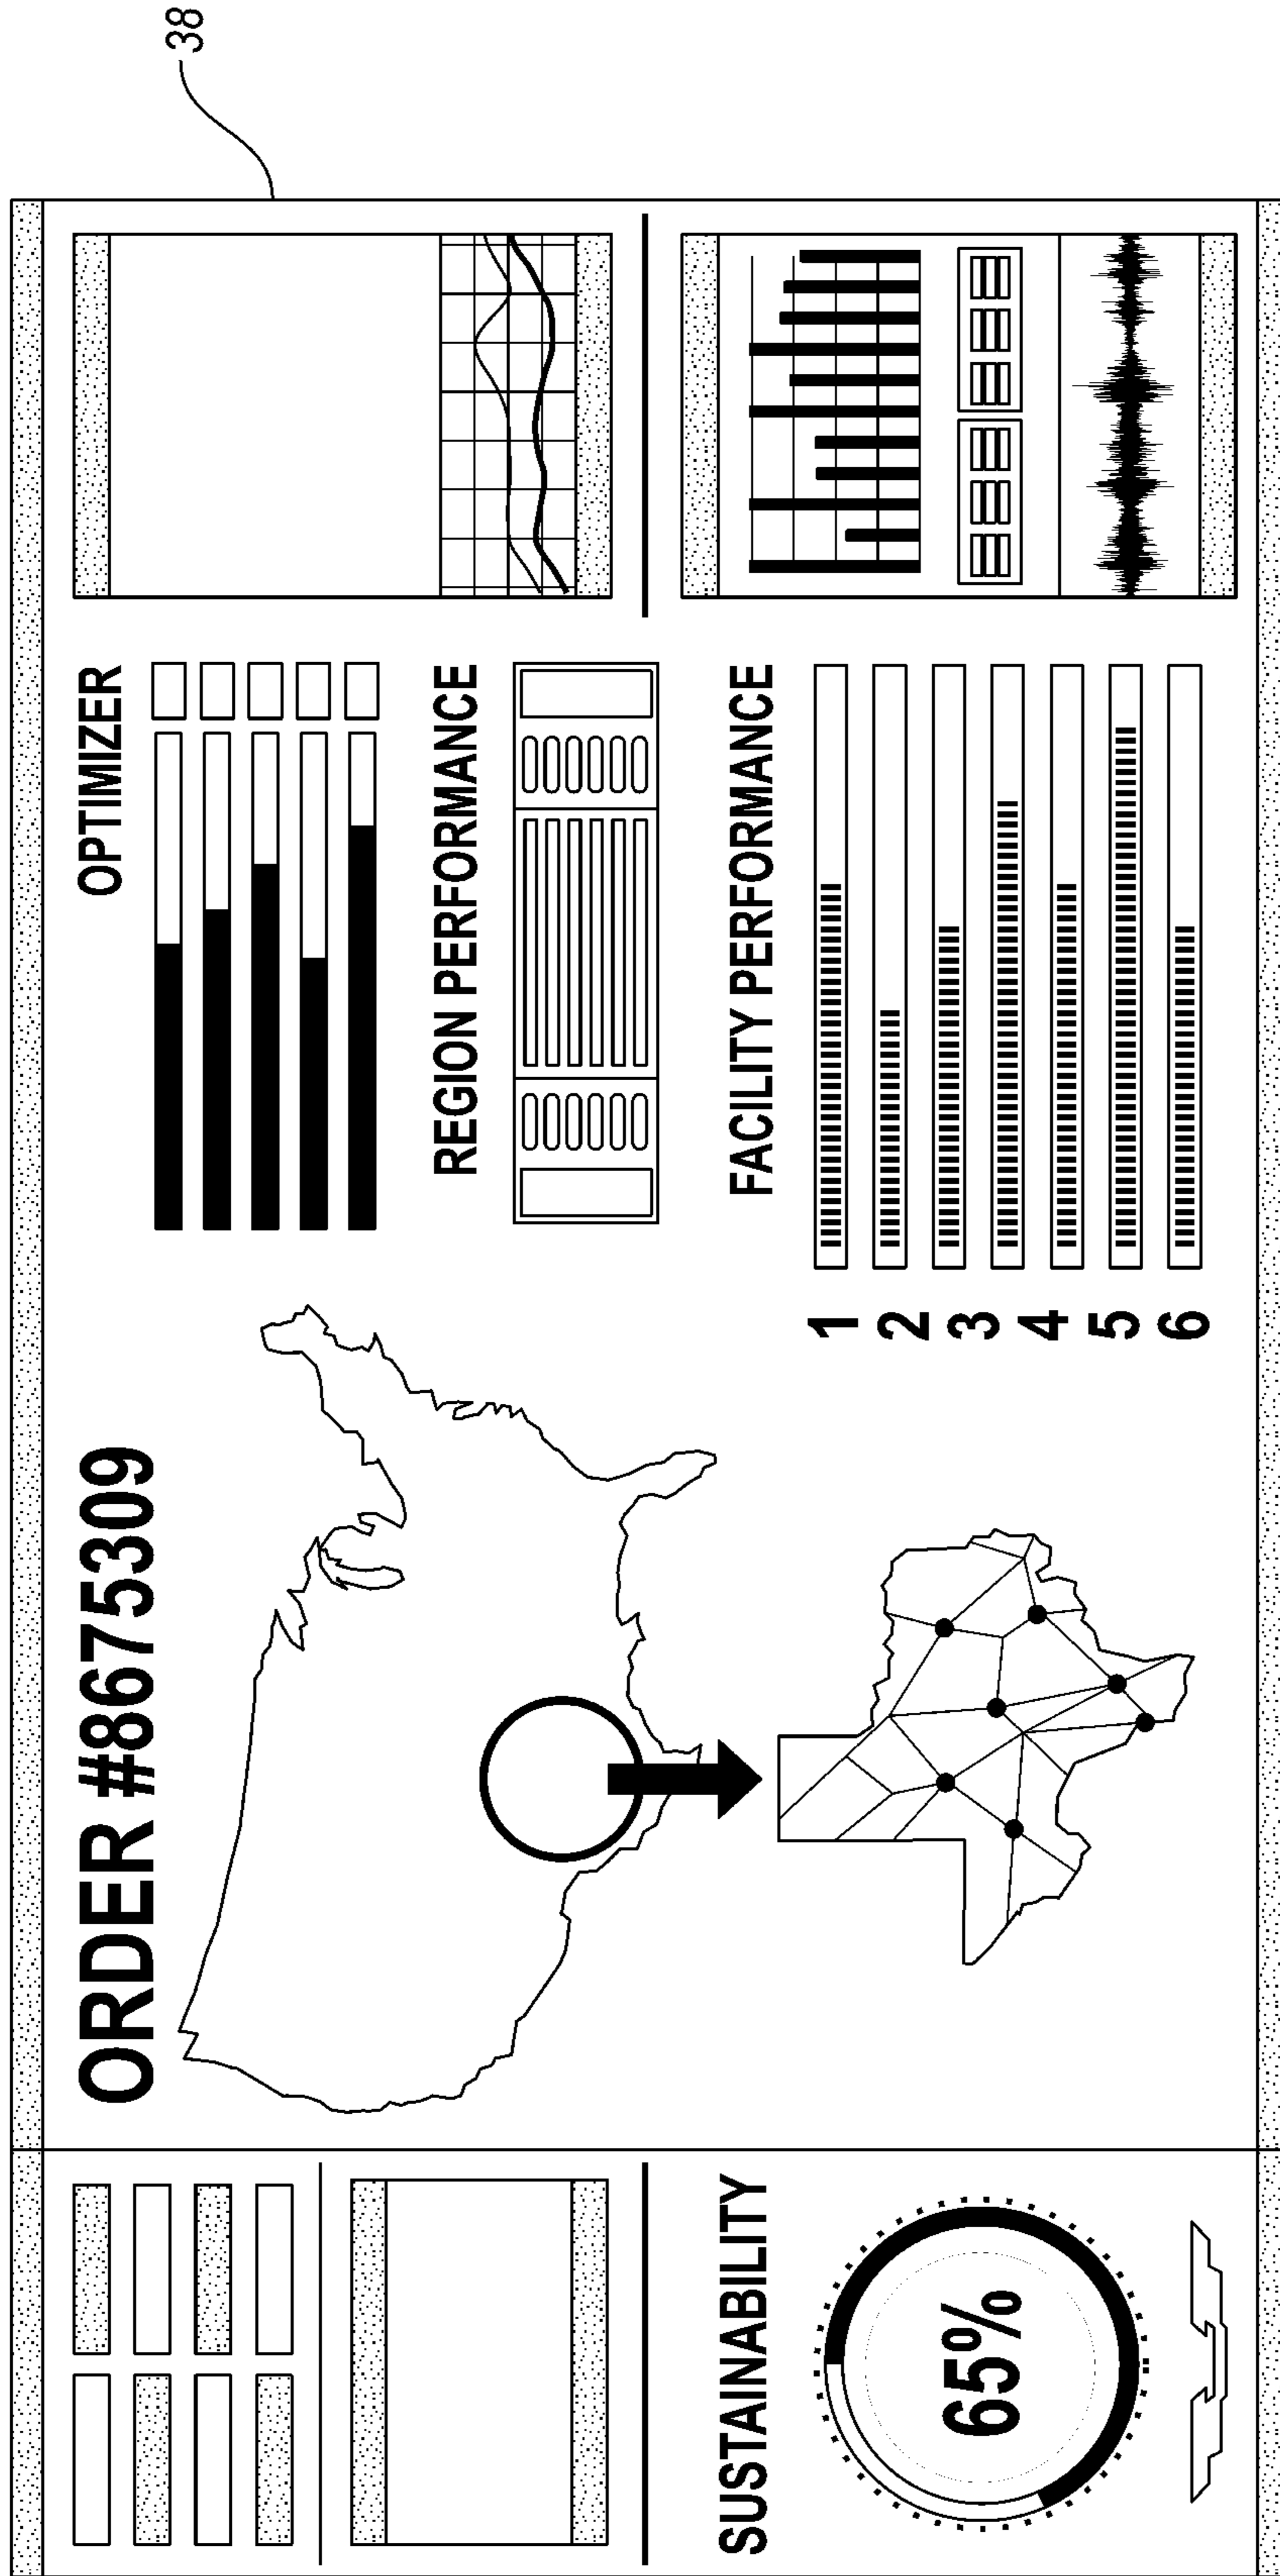 38
ORDER #8675309
OPTIMIZER
REGION PERFORMANCE
FACILITY PERFORMANCE
1
2
3
4
5
6
SUSTAINABILITY
65%